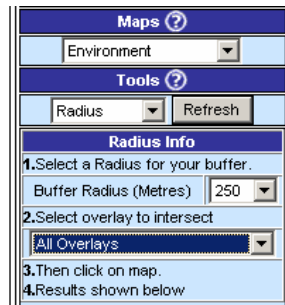 Maps ?
Environment
Tools ?
Radius Refresh
Radius Info
1.Select a Radius for your buffer.
Buffer Radius (Metres) 250
2.Select overlay to intersect
All Overlays
3.Then click on map.
4.Results shown below